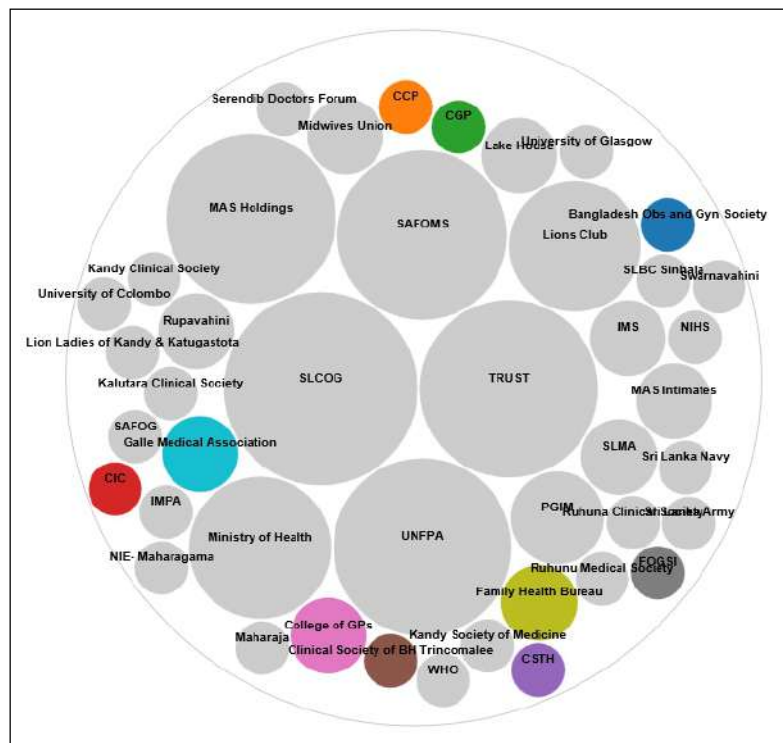 Serendib Doctors Forum
CCP
CGP
Midwives Union
Lake House
University of Glasgow
MAS Holdings
SAFOMS
Bangladesh Obs and Gyn Society
Lions Club
Kandy Clinical Society
SLBC Sinhala
Swarnavahini
University of Colombo
Rupavahini
IMS
NIHS
Lion Ladies of Kandy & Katugastota
SLCOG
TRUST
Kalutara Clinical Society
MAS Intimates
SAFOG
Galle Medical Association
SLMA
Sri Lanka Navy
CIC
IMPA
PGIM
Ruhuna Clinical Society
Sri Lanka Army
Ministry of Health
UNFPA
NIE- Maharagama
Ruhunu Medical Society
FOGSI
Family Health Bureau
College of GPs
Maharaja
Kandy Society of Medicine
Clinical Society of BH Trincomalee
WHO
CSTH